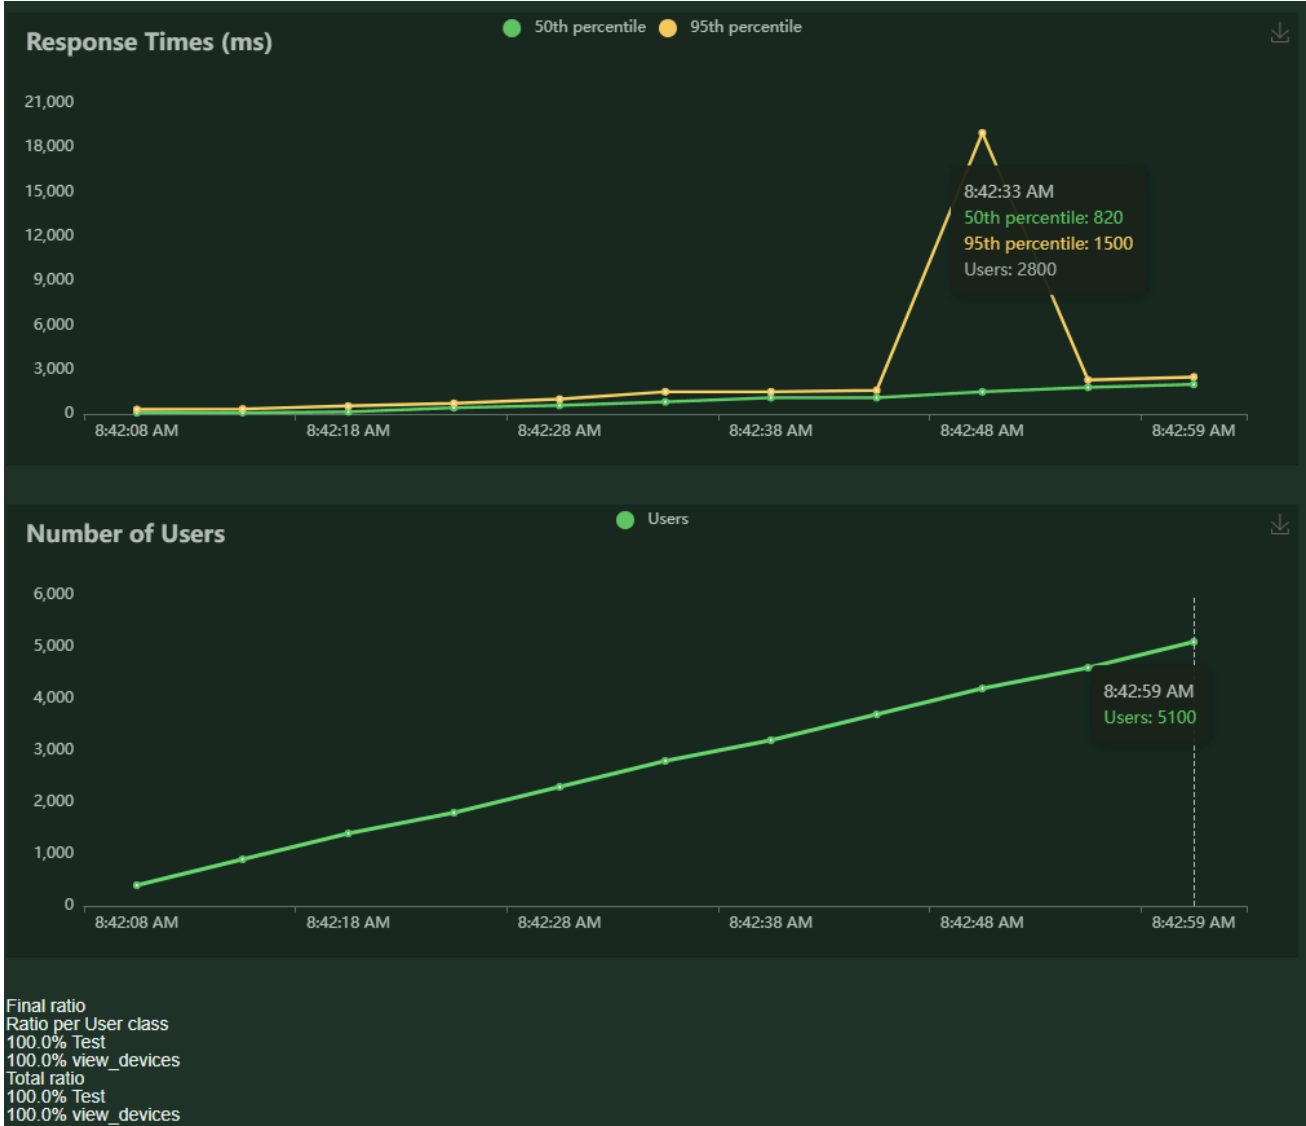 Response Times (ms)
50th percentile
95th percentile
21,000
18,000
15,000
12,000
9,000
6,000
3,000
0
8:42:33 AM
50th percentile: 820
95th percentile: 1500
Users: 2800
8:42:08 AM
8:42:18 AM
8:42:28 AM
8:42:38 AM
8:42:48 AM
8:42:59 AM
Number of Users
Users
6,000
5,000
4,000
3,000
2,000
1,000
0
8:42:59 AM
Users: 5100
8:42:08 AM
8:42:18 AM
8:42:28 AM
8:42:38 AM
8:42:48 AM
8:42:59 AM
Final ratio
Ratio per User class
100.0% Test
100.0% view_devices
Total ratio
100.0% Test
100.0% view_devices